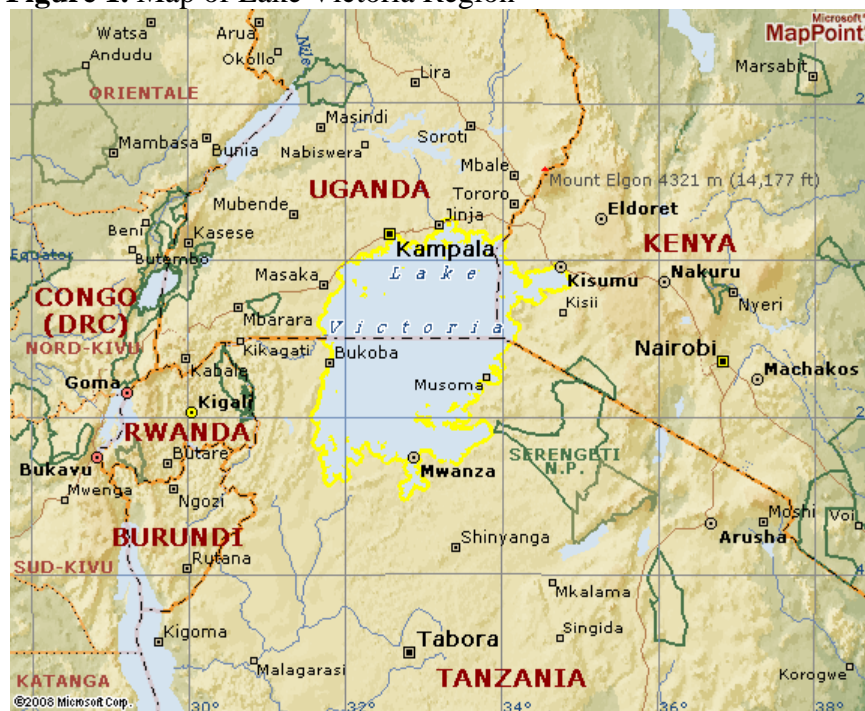 Figure 1. Map of Lake Victoria Region
Microsoft
MapPoint
Watsa
Arua
Andudu
Okollo
Nile
Lira
Marsabit
ORIENTALE
2
Masindi
Soroti
Mambasa
Bunia
Nabiswera
Mbale
Mount Elgon 4321 m (14,177 ft)
UGANDA
Tororo
Mubende
Jinja
Eldoret
Beni
Kasese
Kampala
KENYA
Equator
Butembo
Masaka
Lake
Kisumu
Nakuru
CONGO
(DRC)
Mbarara
Kisii
Nyeri
Victoria
NORD-KIVU
Kikagati
Bukoba
Nairobi
Kabale
Goma
Musoma
Machakos
Kigali
2
RWANDA
SERENGETI
N.P.
Bukavu
Butare
Mwanza
Mwenga
Ngozi
BURUNDI
Shinyanga
Arusha
Moshi
Voi
SUD-KIVU
Rutana
4
Mkalama
Kigoma
Tabora
Singida
Malagarasi
TANZANIA
Korogwe
KATANGA
©2008 Microsoft Corp.
30°
32°
34°
36°
38°